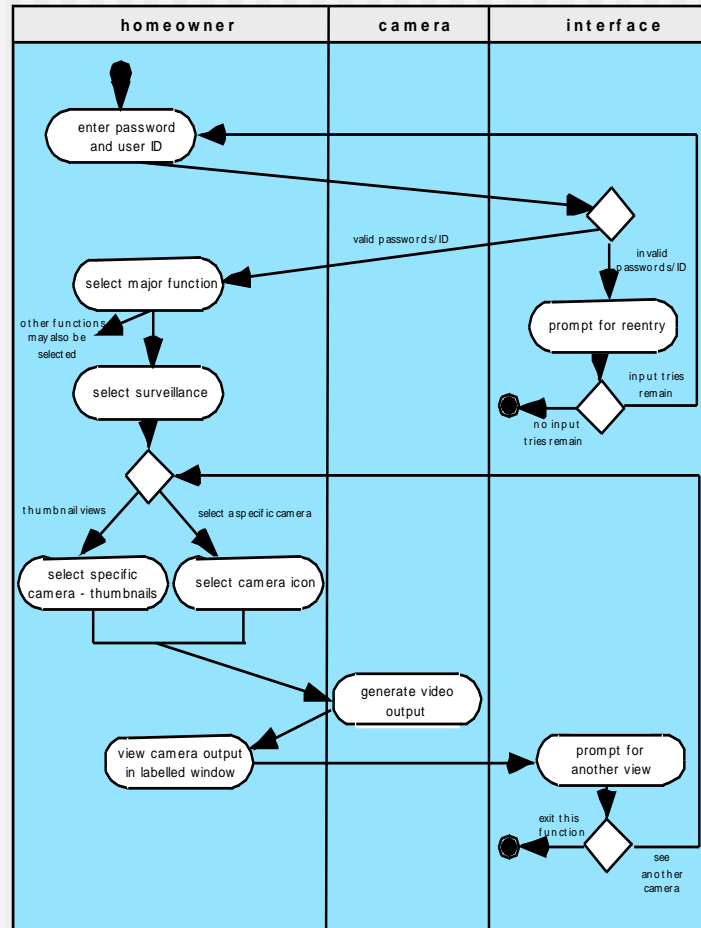 homeowner camera interface
enter password
and user ID
valid passwords/ID
invalid
passwords/ID
select major function
prompt for reentry
other functions
may also be
selected
input tries
remain
select surveillance
no input
tries remain
thumbnail views
select a specific camera
select specific
camera - thumbnails
select camera icon
generate video
output
view camera output
in labelled window
prompt for
another view
exit this
function
see
another
camera